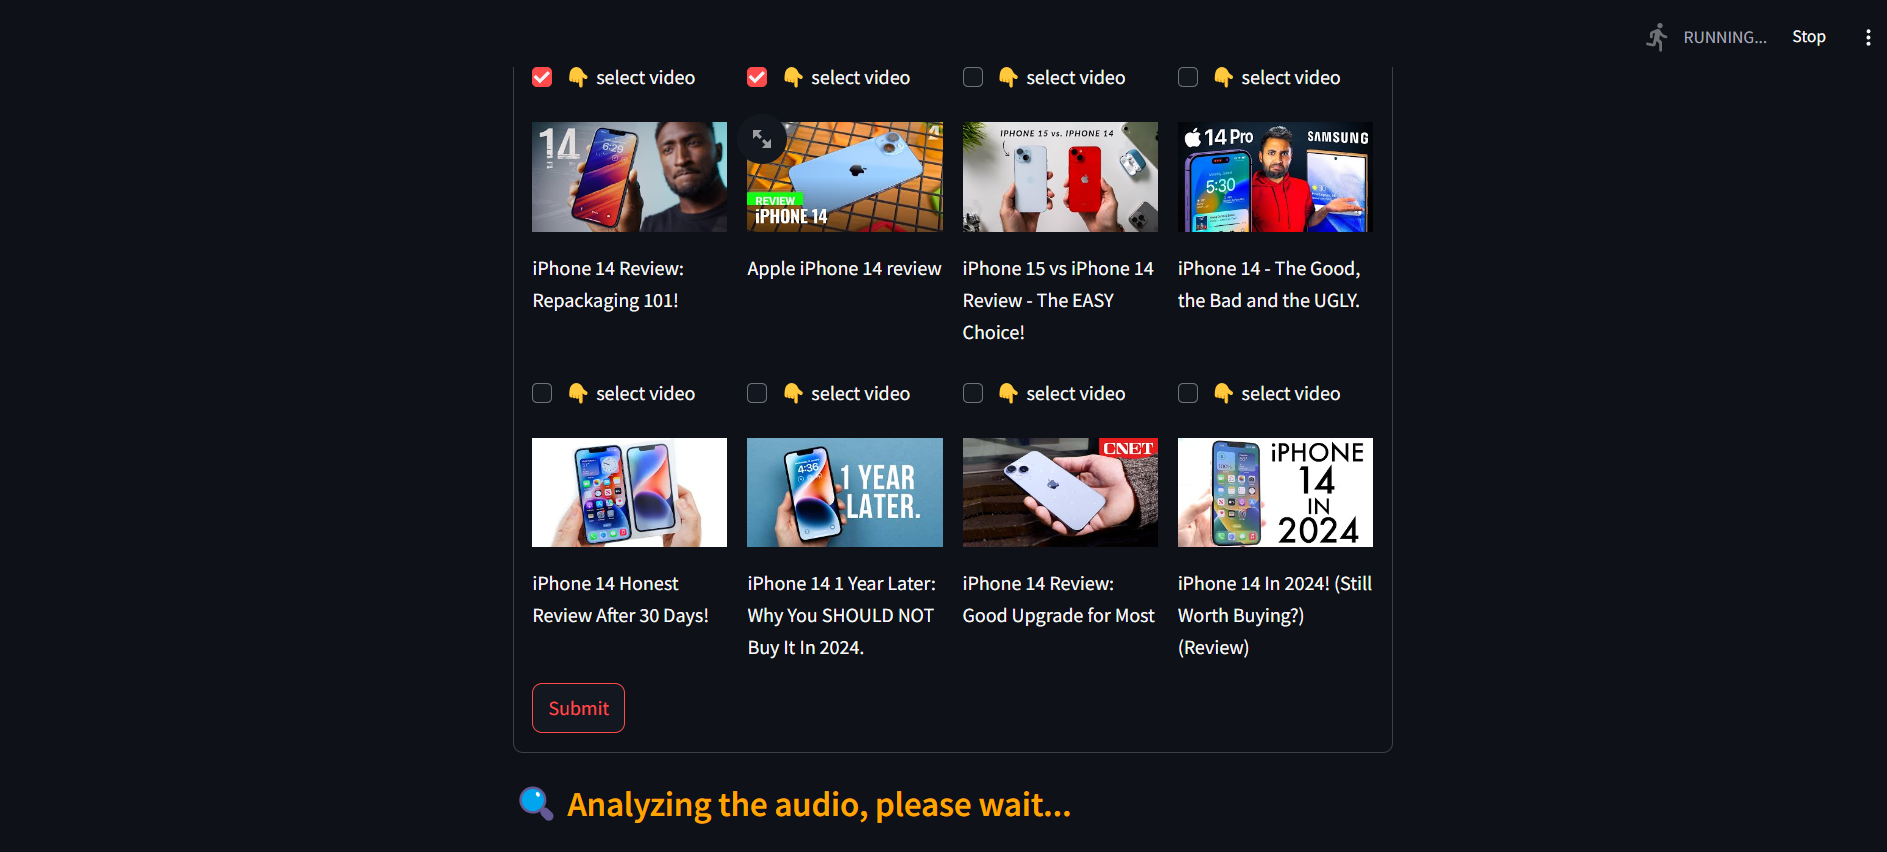 RUNNING...
Stop
select video
select video
select video
select video
14
6:29
REVIEW
iPHONE 14
IPHONE 15 vs. IPHONE 14
14 Pro
SAMSUNG
5:30
iPhone 14 Review:
Repackaging 101!
Apple iPhone 14 review
iPhone 15 vs iPhone 14
Review - The EASY
Choice!
iPhone 14 - The Good,
the Bad and the UGLY.
select video
select video
select video
select video
4:36
1 YEAR
LATER.
CNET
iPHONE
14
IN
2024
iPhone 14 Honest
Review After 30 Days!
iPhone 14 1 Year Later:
Why You SHOULD NOT
Buy It In 2024.
iPhone 14 Review:
Good Upgrade for Most
iPhone 14 In 2024! (Still
Worth Buying?)
(Review)
Submit
Analyzing the audio, please wait...